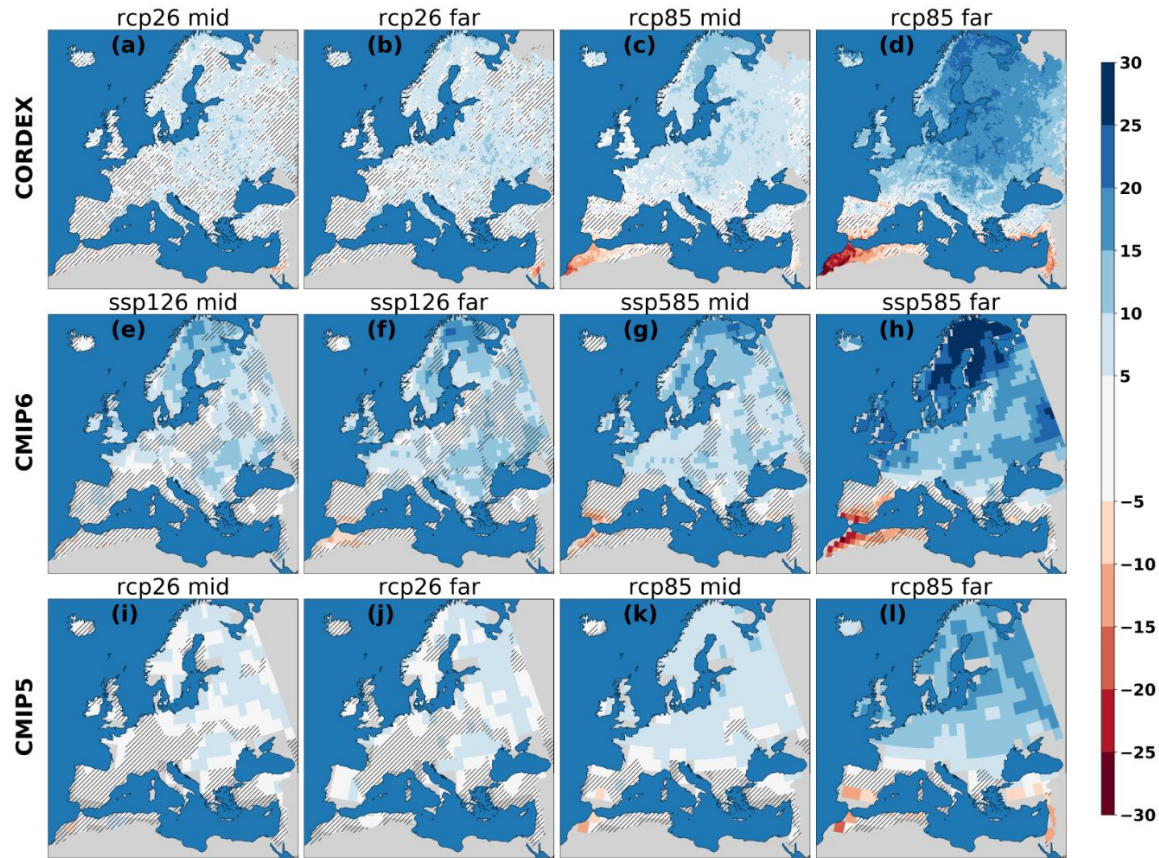 rcp26 mid rcp26 far rcp85 mid rcp85 far
(a) (b) (c) (d)
CORDEX
ssp126 mid ssp126 far ssp585 mid ssp585 far
(e) (f) (g) (h)
CMIP6
rcp26 mid rcp26 far rcp85 mid rcp85 far
(i) (j) (k) (l)
CMIP5
30
25
20
15
10
5
−5
−10
−15
−20
−25
−30